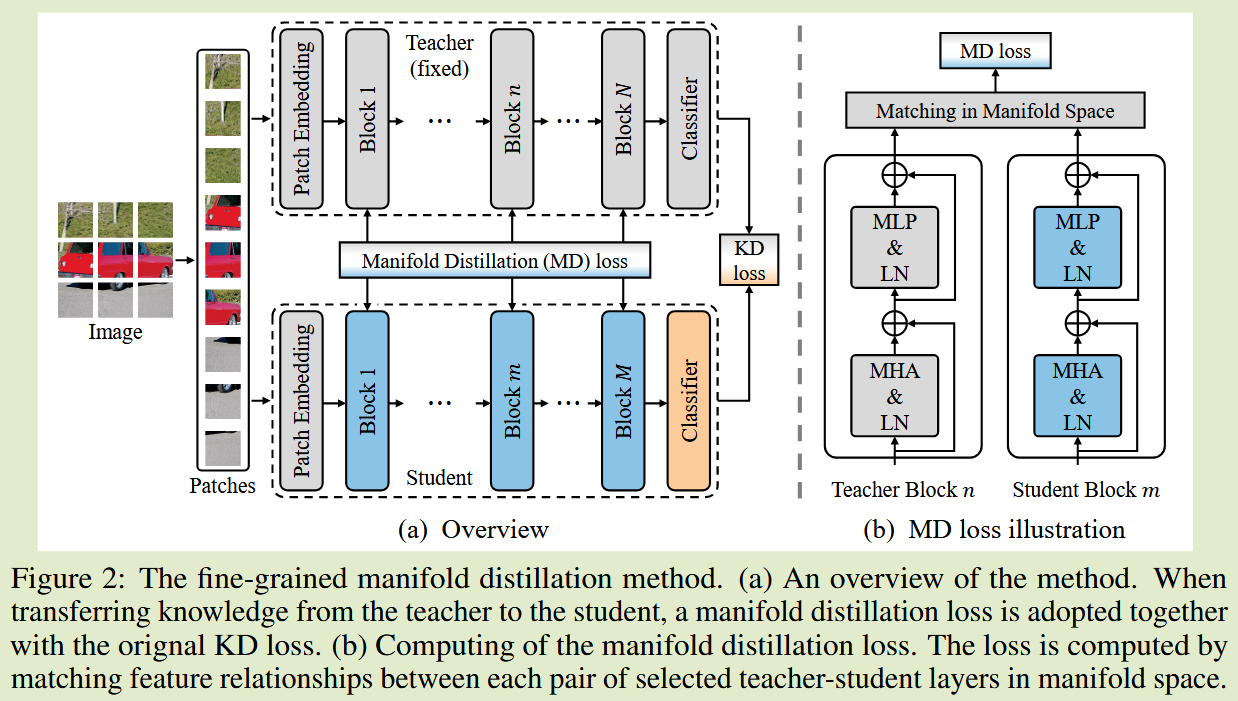 Teacher
(fixed)
Patch Embedding
Block 1
...
Block n
...
Block N
Classifier
Manifold Distillation (MD) loss
KD
loss
Image
Patches
Patch Embedding
Block 1
...
Block m
...
Block M
Classifier
Student
(a) Overview
MD loss
Matching in Manifold Space
MLP
&
LN
MHA
&
LN
Teacher Block n
MLP
&
LN
MHA
&
LN
Student Block m
(b) MD loss illustration
Figure 2: The fine-grained manifold distillation method. (a) An overview of the method. When
transferring knowledge from the teacher to the student, a manifold distillation loss is adopted together
with the orignal KD loss. (b) Computing of the manifold distillation loss. The loss is computed by
matching feature relationships between each pair of selected teacher-student layers in manifold space.